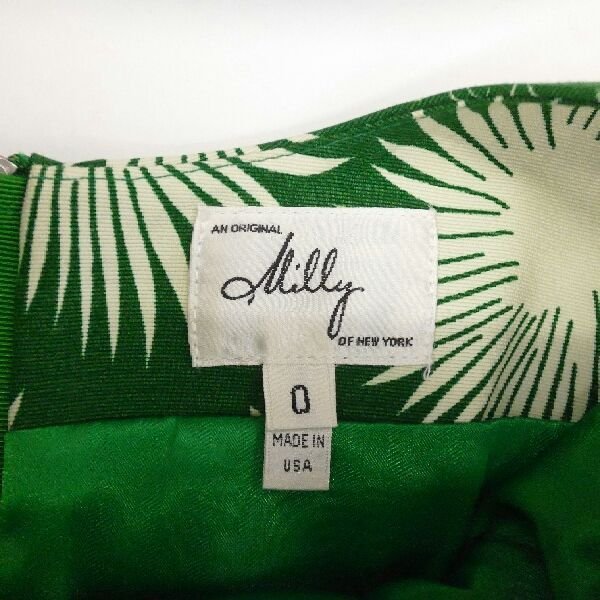 AN ORIGINAL
Milly
OF NEW YORK
0
MADE IN
USA